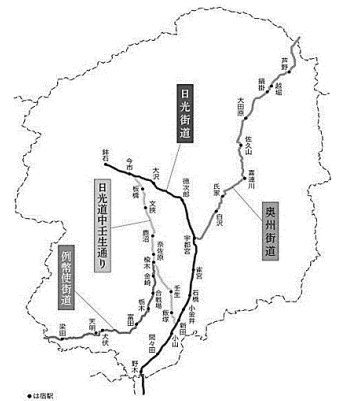 日光街道
日光道中壬生通り
例幣使街道
奥州街道
芦野
越堀
鍋掛
大田原
佐久山
喜連川
氏家
白沢
鉢石
今市
大沢
徳次郎
宇都宮
雀宮
石橋
小金井
新田
小山
間々田
野木
板橋
文挟
鹿沼
奈佐原
楡木
金崎
合戦場
栃木
富田
壬生
飯塚
犬伏
天明
梁田
●は宿駅